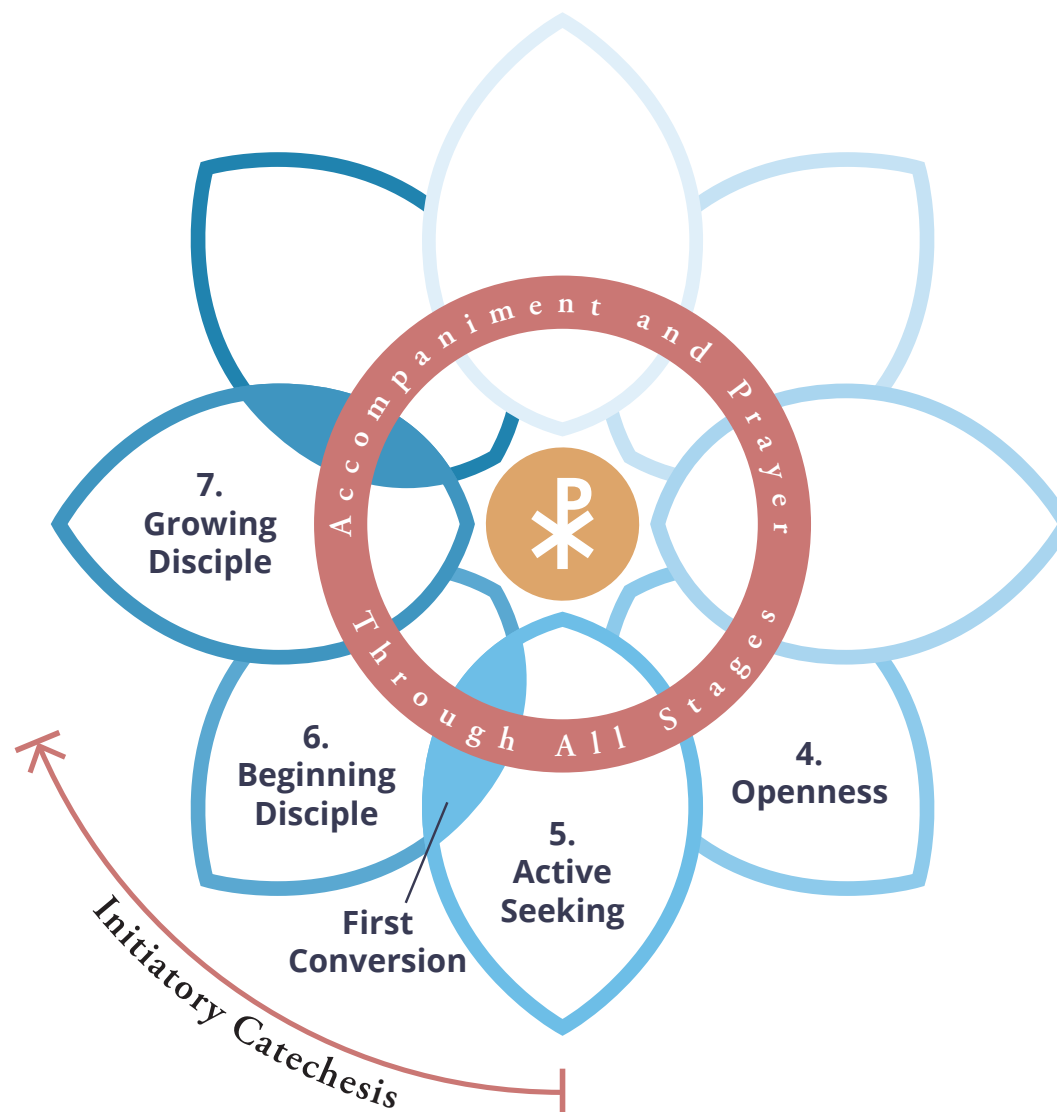 Accompaniment and Prayer
Through All Stages
4.
Openness
5.
Active
Seeking
First
Conversion
6.
Beginning
Disciple
7.
Growing
Disciple
Initiatory Catechesis